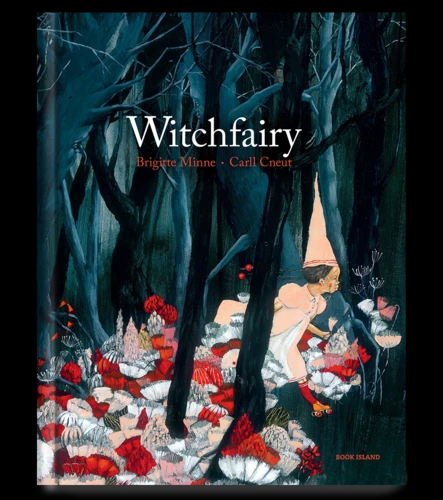 Witchfairy
Brigitte Minne · Carll Cneut
BOOK ISLAND